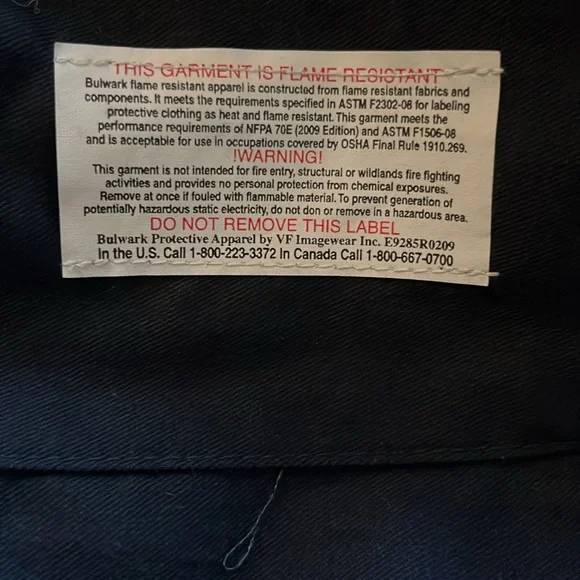 THIS GARMENT IS FLAME RESISTANT
Bulwark flame resistant apparel is constructed from flame resistant fabrics and
components. It meets the requirements specified in ASTM F2302-08 for labeling
protective clothing as heat and flame resistant. This garment meets the
performance requirements of NFPA 70E (2009 Edition) and ASTM F1506-08
and is acceptable for use in occupations covered by OSHA Final Rule 1910.269.
!WARNING!
This garment is not intended for fire entry, structural or wildlands fire fighting
activities and provides no personal protection from chemical exposures.
Remove at once if fouled with flammable material. To prevent generation of
potentially hazardous static electricity, do not don or remove in a hazardous area.
DO NOT REMOVE THIS LABEL
Bulwark Protective Apparel by VF Imagewear Inc. E9285R0209
In the U.S. Call 1-800-223-3372 In Canada Call 1-800-667-0700